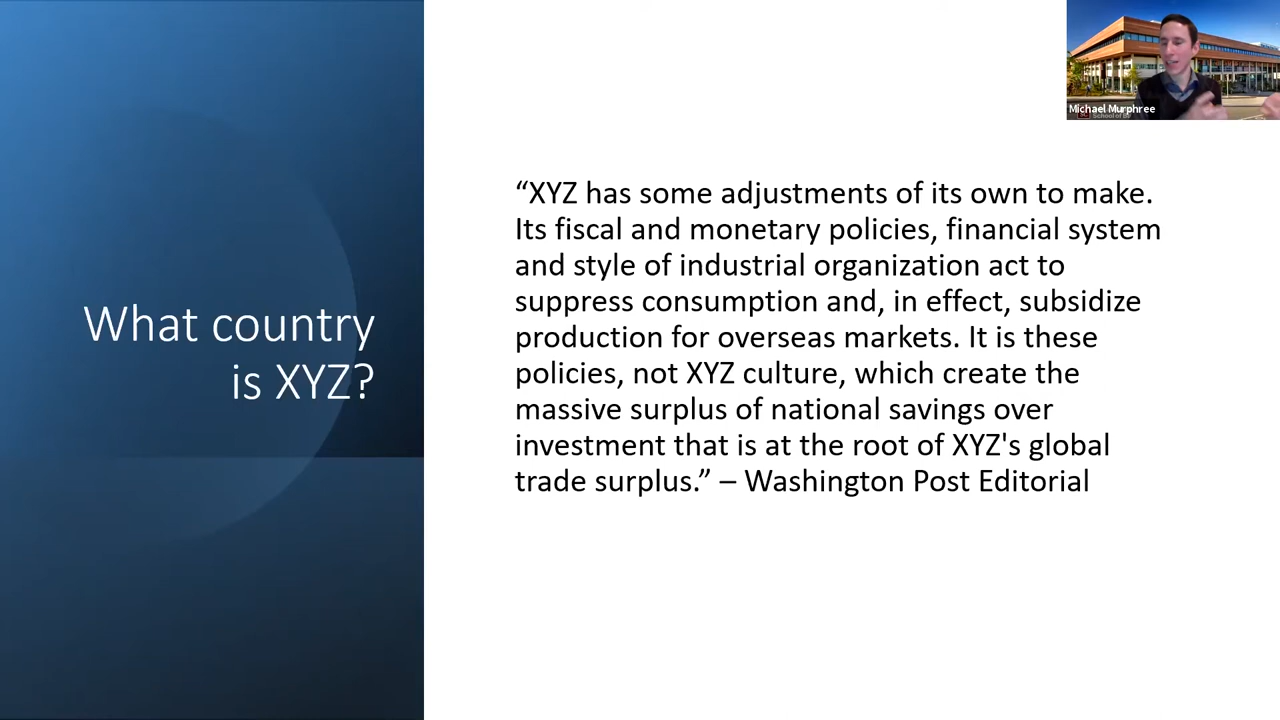 What country
is XYZ?
“XYZ has some adjustments of its own to make.
Its fiscal and monetary policies, financial system
and style of industrial organization act to
suppress consumption and, in effect, subsidize
production for overseas markets. It is these
policies, not XYZ culture, which create the
massive surplus of national savings over
investment that is at the root of XYZ's global
trade surplus.” – Washington Post Editorial
Michael Murphree
School of